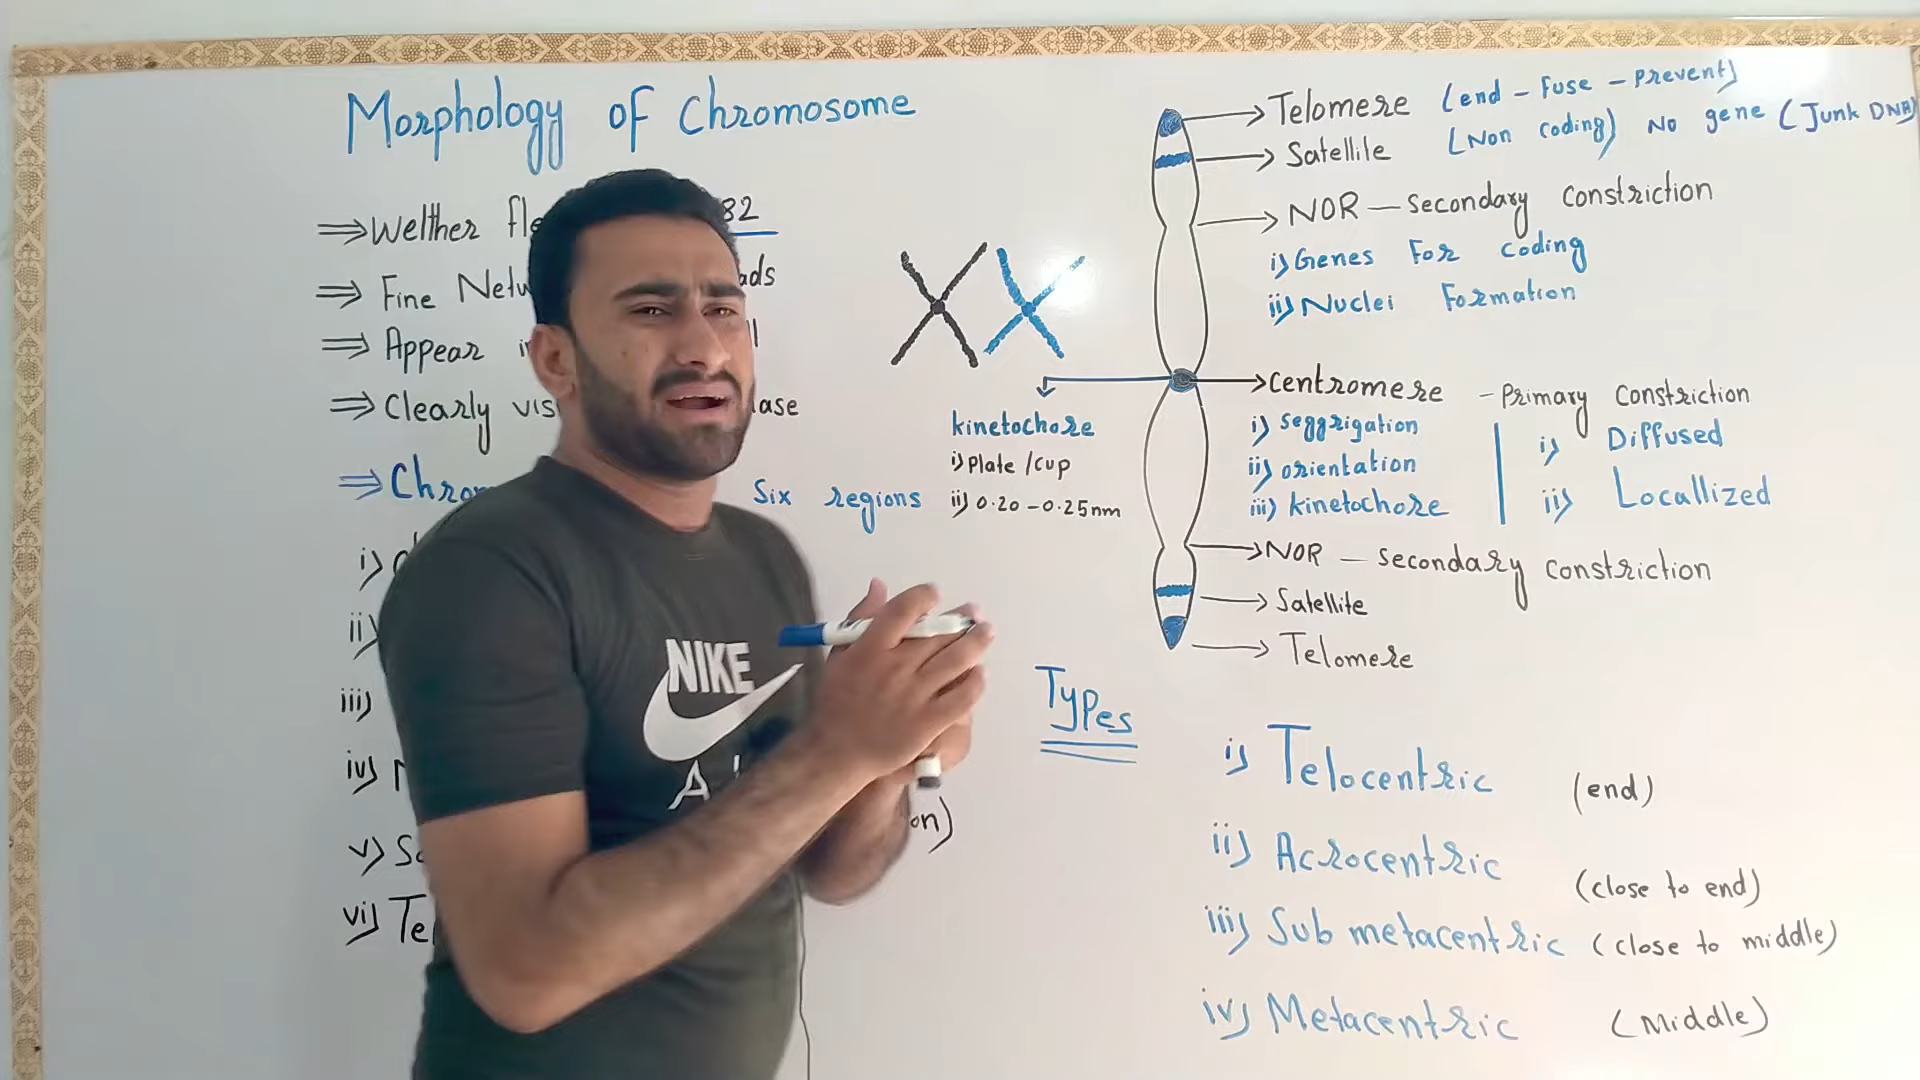 Morphology of Chromosome
⇒ Welther fle 82
⇒ Fine Netw ads
⇒ Appear i
⇒ Clearly vis ase
⇒ Chrom Six regions
i)
ii)
iii)
iv)
v) Sa
on)
vi) Te
kinetochore
i) Plate / cup
ii) 0.20 - 0.25nm
Telomere (end - Fuse - Prevent)
(Non coding) No gene (Junk DNA)
Satellite
NOR — Secondary constriction
i) Genes For coding
ii) Nuclei Formation
Centromere - Primary Constriction
i) seggrigation
ii) orientation
iii) kinetochore
i) Diffused
ii) Locallized
NOR — secondary constriction
Satellite
Telomere
Types
i) Telocentric (end)
ii) Acrocentric (close to end)
iii) Sub metacentric (close to middle)
iv) Metacentric (Middle)
NIKE
A